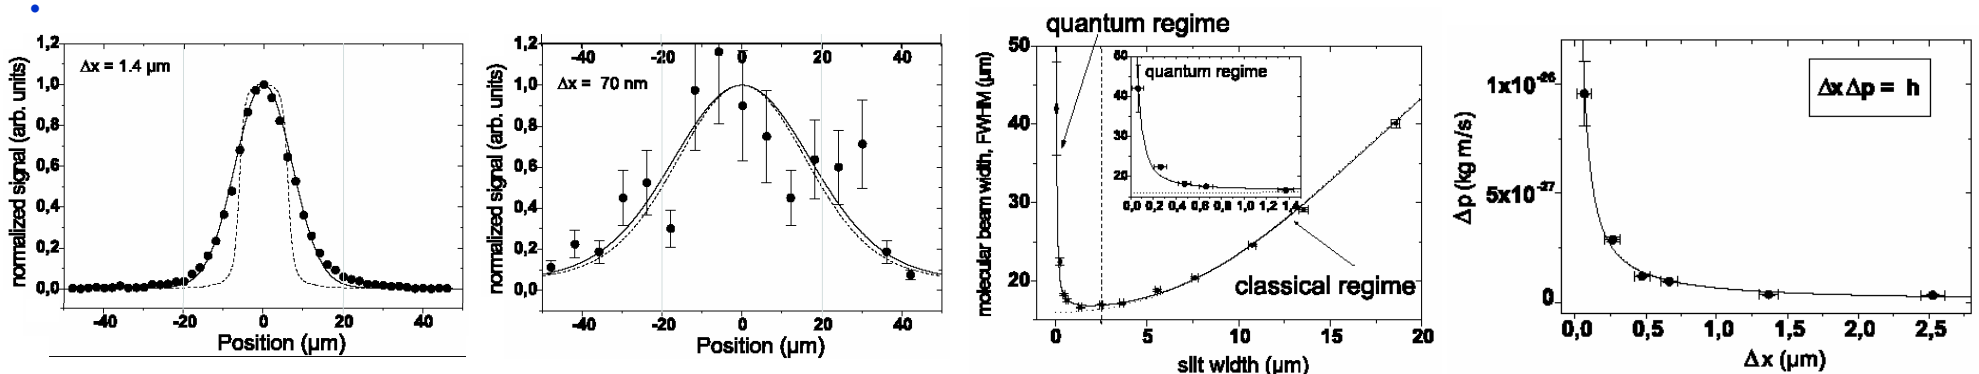 1,2
1,0
0,8
0,6
0,4
0,2
0,0
normalized signal (arb. units)
Δx = 1.4 µm
-40 -20 0 20 40
Position (µm)
1,2
1,0
0,8
0,6
0,4
0,2
0,0
normalized signal (arb. units)
-40 -20 0 20 40
Δx = 70 nm
-40 -20 0 20 40
Position (µm)
quantum regime
50
40
30
20
molecular beam width, FWHM (µm)
quantum regime
50
40
30
20
0,0 0,2 0,4 0,6 0,8 1,0 1,2 1,4
classical regime
0 5 10 15 20
slit width (µm)
1x10⁻²⁶
5x10⁻²⁷
0
Δp (kg m/s)
Δx Δp = h
0,0 0,5 1,0 1,5 2,0 2,5
Δx (µm)